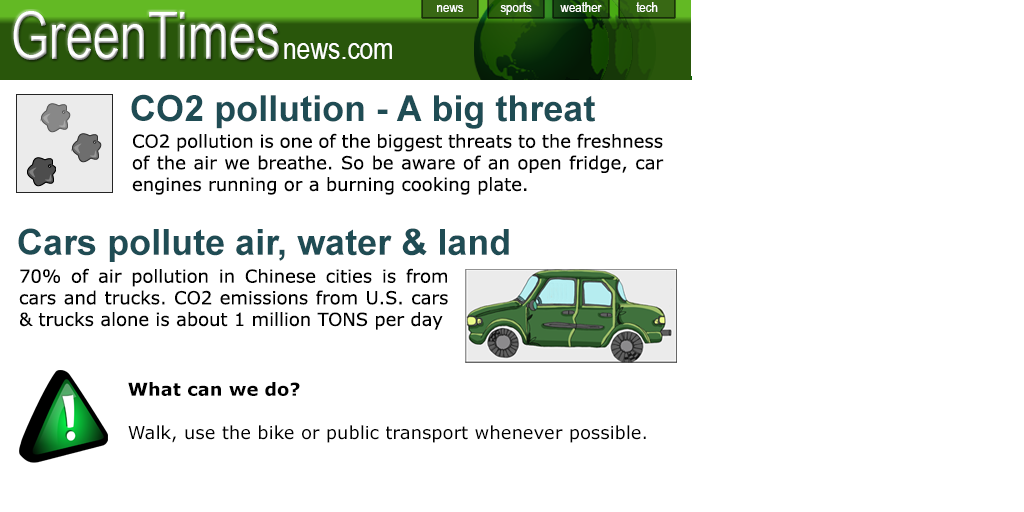 news sports weather tech
GreenTimesnews.com
CO2 pollution - A big threat
CO2 pollution is one of the biggest threats to the freshness
of the air we breathe. So be aware of an open fridge, car
engines running or a burning cooking plate.
Cars pollute air, water & land
70% of air pollution in Chinese cities is from
cars and trucks. CO2 emissions from U.S. cars
& trucks alone is about 1 million TONS per day
What can we do?
Walk, use the bike or public transport whenever possible.